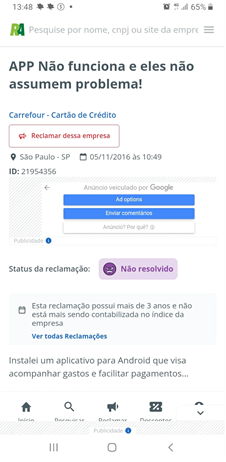 13:48
65%
RA
Pesquise por nome, cnpj ou site da empre
APP Não funciona e eles não
assumem problema!
Carrefour - Cartão de Crédito
Reclamar dessa empresa
São Paulo - SP 05/11/2016 às 10:49
ID: 21954356
Anúncio veiculado por Google
Ad options
Enviar comentários
Anúncio? Por quê?
Publicidade
Status da reclamação: Não resolvido
Esta reclamação possui mais de 3 anos e não
está mais sendo contabilizada no índice da
empresa
Ver todas Reclamações
Instalei um aplicativo para Android que visa
acompanhar gastos e facilitar pagamentos...
Início Pesquisar Reclamar Descontos
Publicidade